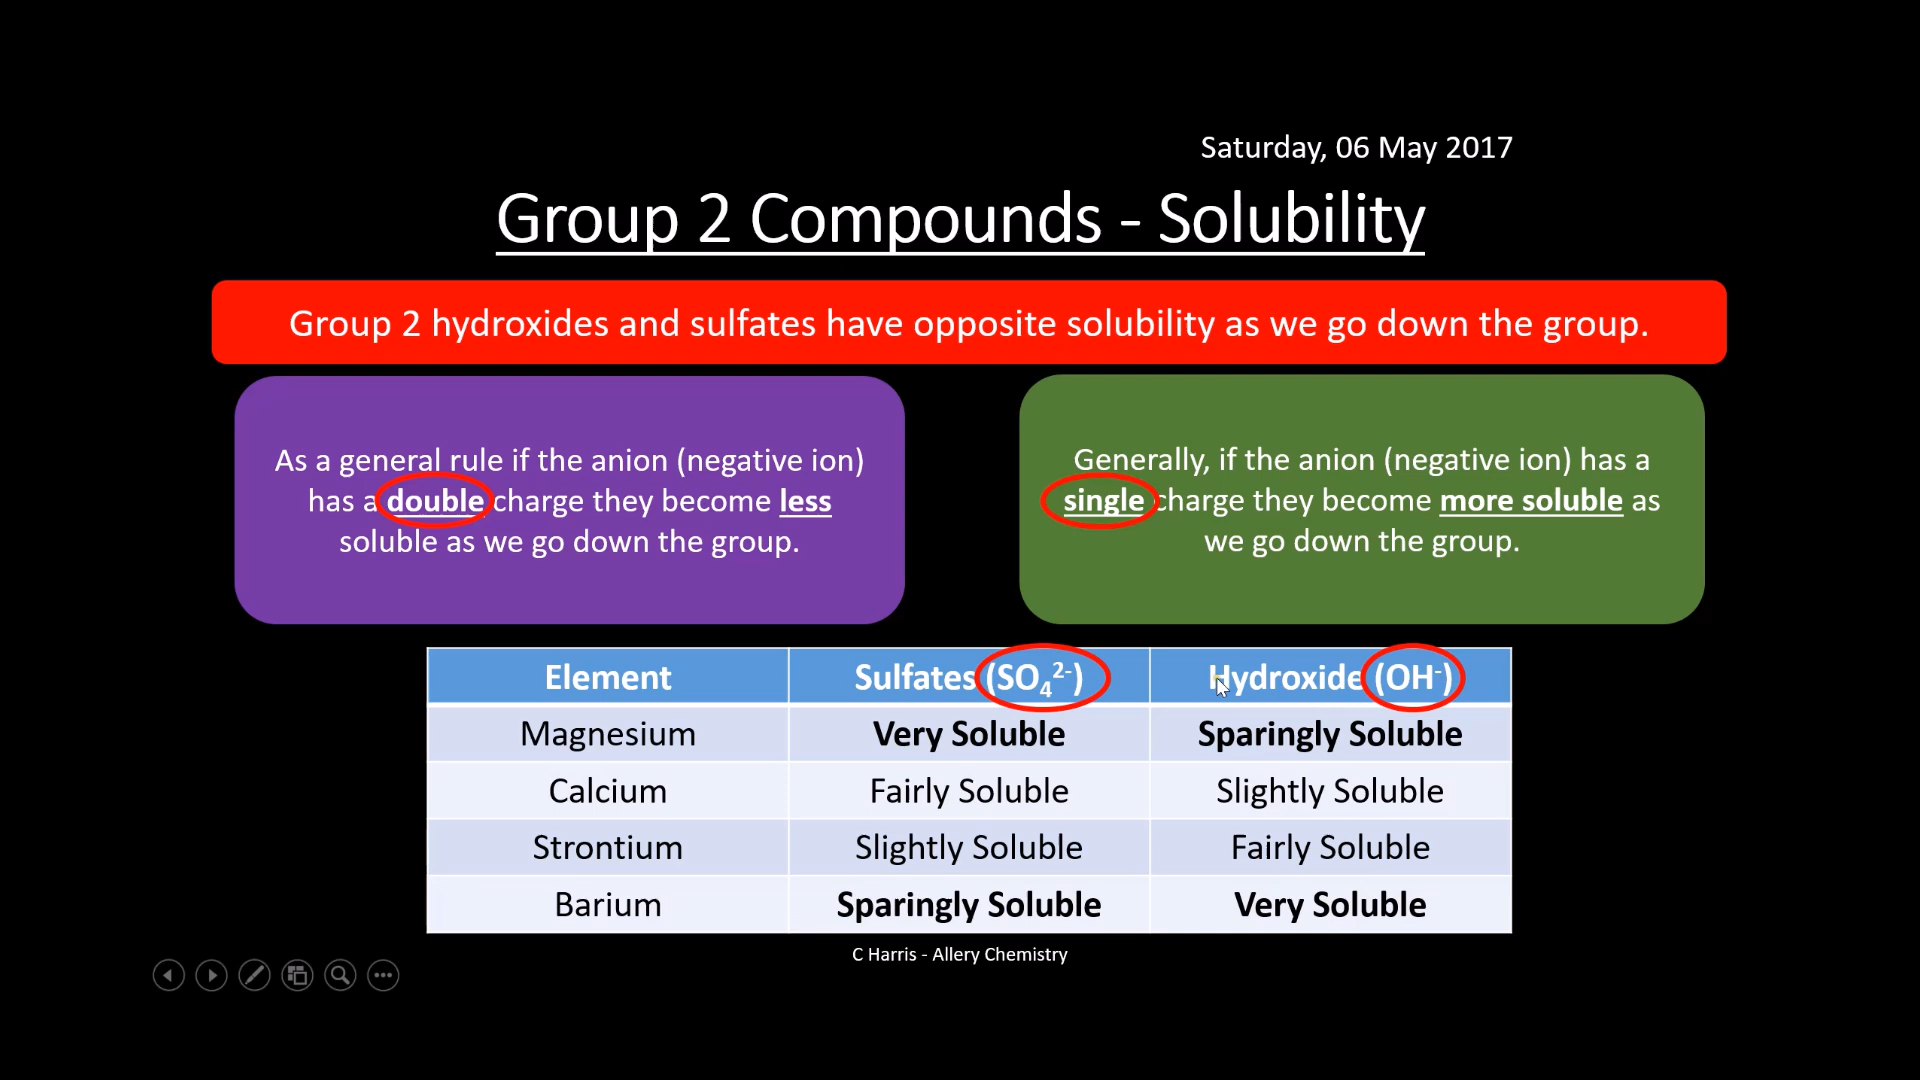 Saturday, 06 May 2017
Group 2 Compounds - Solubility
Group 2 hydroxides and sulfates have opposite solubility as we go down the group.
As a general rule if the anion (negative ion)
has a double charge they become less
soluble as we go down the group.
Generally, if the anion (negative ion) has a
single charge they become more soluble as
we go down the group.
Element Sulfates (SO₄²⁻) Hydroxide (OH⁻)
Magnesium Very Soluble Sparingly Soluble
Calcium Fairly Soluble Slightly Soluble
Strontium Slightly Soluble Fairly Soluble
Barium Sparingly Soluble Very Soluble
C Harris - Allery Chemistry